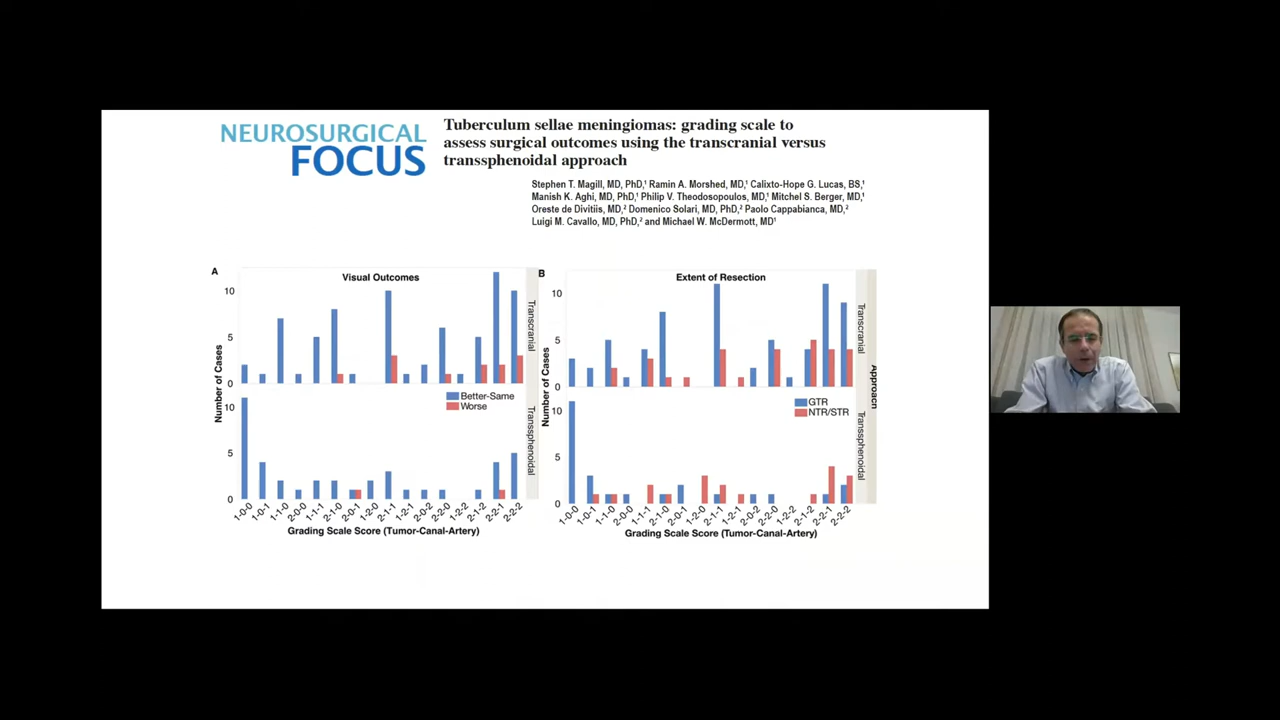 NEUROSURGICAL
FOCUS
Tuberculum sellae meningiomas: grading scale to
assess surgical outcomes using the transcranial versus
transsphenoidal approach
Stephen T. Magill, MD, PhD,¹ Ramin A. Morshed, MD,¹ Calixto-Hope G. Lucas, BS,¹
Manish K. Aghi, MD, PhD,¹ Philip V. Theodosopoulos, MD,¹ Mitchel S. Berger, MD,¹
Oreste de Divitiis, MD,² Domenico Solari, MD, PhD,² Paolo Cappabianca, MD,²
Luigi M. Cavallo, MD, PhD,² and Michael W. McDermott, MD¹
A
Visual Outcomes
Number of Cases
10
5
0
Transcranial
Better-Same
Worse
10
5
0
Transsphenoidal
1-0-0 1-0-1 1-1-0 2-0-0 1-1-1 2-1-0 2-0-1 1-2-0 2-1-1 1-2-1 2-0-2 2-2-0 1-2-2 2-1-2 2-2-1 2-2-2
Grading Scale Score (Tumor-Canal-Artery)
B
Extent of Resection
Number of Cases
10
5
0
Transcranial
Approach
GTR
NTR/STR
10
5
0
Transsphenoidal
1-0-0 1-0-1 1-1-0 2-0-0 1-1-1 2-1-0 2-0-1 1-2-0 2-1-1 1-2-1 2-0-2 2-2-0 1-2-2 2-1-2 2-2-1 2-2-2
Grading Scale Score (Tumor-Canal-Artery)